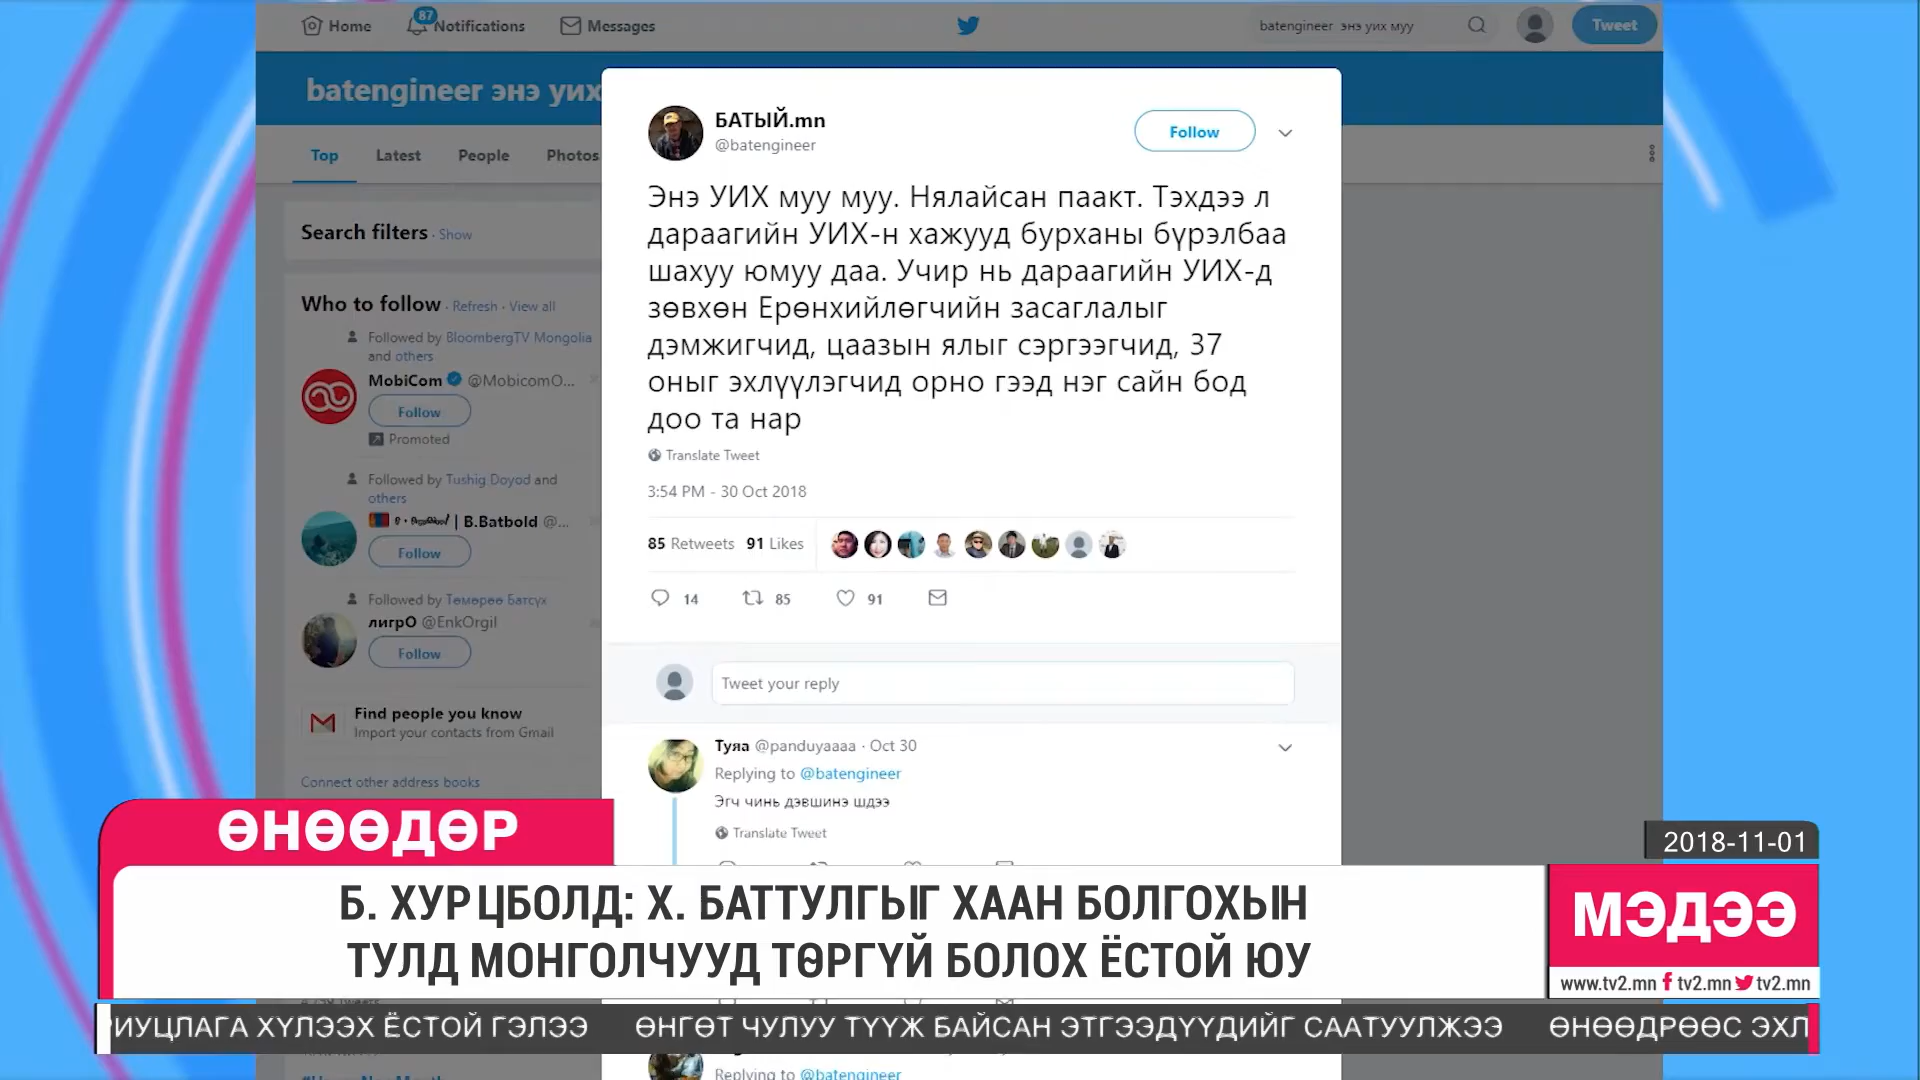 Home
87
Notifications
Messages
batengineer энэ уих муу
Tweet
batengineer энэ уих
Top
Latest
People
Photos
Search filters · Show
Who to follow · Refresh · View all
Followed by BloombergTV Mongolia
and others
MobiCom @MobicomO...
Follow
Promoted
Followed by Tushig Doyod and
others
| B.Batbold @...
Follow
Followed by Төмөрөө Батсүх
лигрО @EnkOrgil
Follow
Find people you know
Import your contacts from Gmail
Connect other address books
БАТЫЙ.mn
@batengineer
Follow
Энэ УИХ муу муу. Нялайсан паакт. Тэхдээ л
дараагийн УИХ-н хажууд бурханы бүрэлбаа
шахуу юмуу даа. Учир нь дараагийн УИХ-д
зөвхөн Ерөнхийлөгчийн засаглалыг
дэмжигчид, цаазын ялыг сэргээгчид, 37
оныг эхлүүлэгчид орно гээд нэг сайн бод
доо та нар
Translate Tweet
3:54 PM - 30 Oct 2018
85 Retweets 91 Likes
14 85 91
Tweet your reply
Туяа @panduyaaaa · Oct 30
Replying to @batengineer
Эгч чинь дэвшинэ шдээ
Translate Tweet
ӨНӨӨДӨР
2018-11-01
Б. ХУРЦБОЛД: Х. БАТТУЛГЫГ ХААН БОЛГОХЫН
ТУЛД МОНГОЛЧУУД ТӨРГҮЙ БОЛОХ ЁСТОЙ ЮУ
МЭДЭЭ
www.tv2.mn f tv2.mn tv2.mn
ИУЦЛАГА ХҮЛЭЭХ ЁСТОЙ ГЭЛЭЭ ӨНГӨТ ЧУЛУУ ТҮҮЖ БАЙСАН ЭТГЭЭДҮҮДИЙГ СААТУУЛЖЭЭ ӨНӨӨДРӨӨС ЭХЛ
Replying to @batengineer